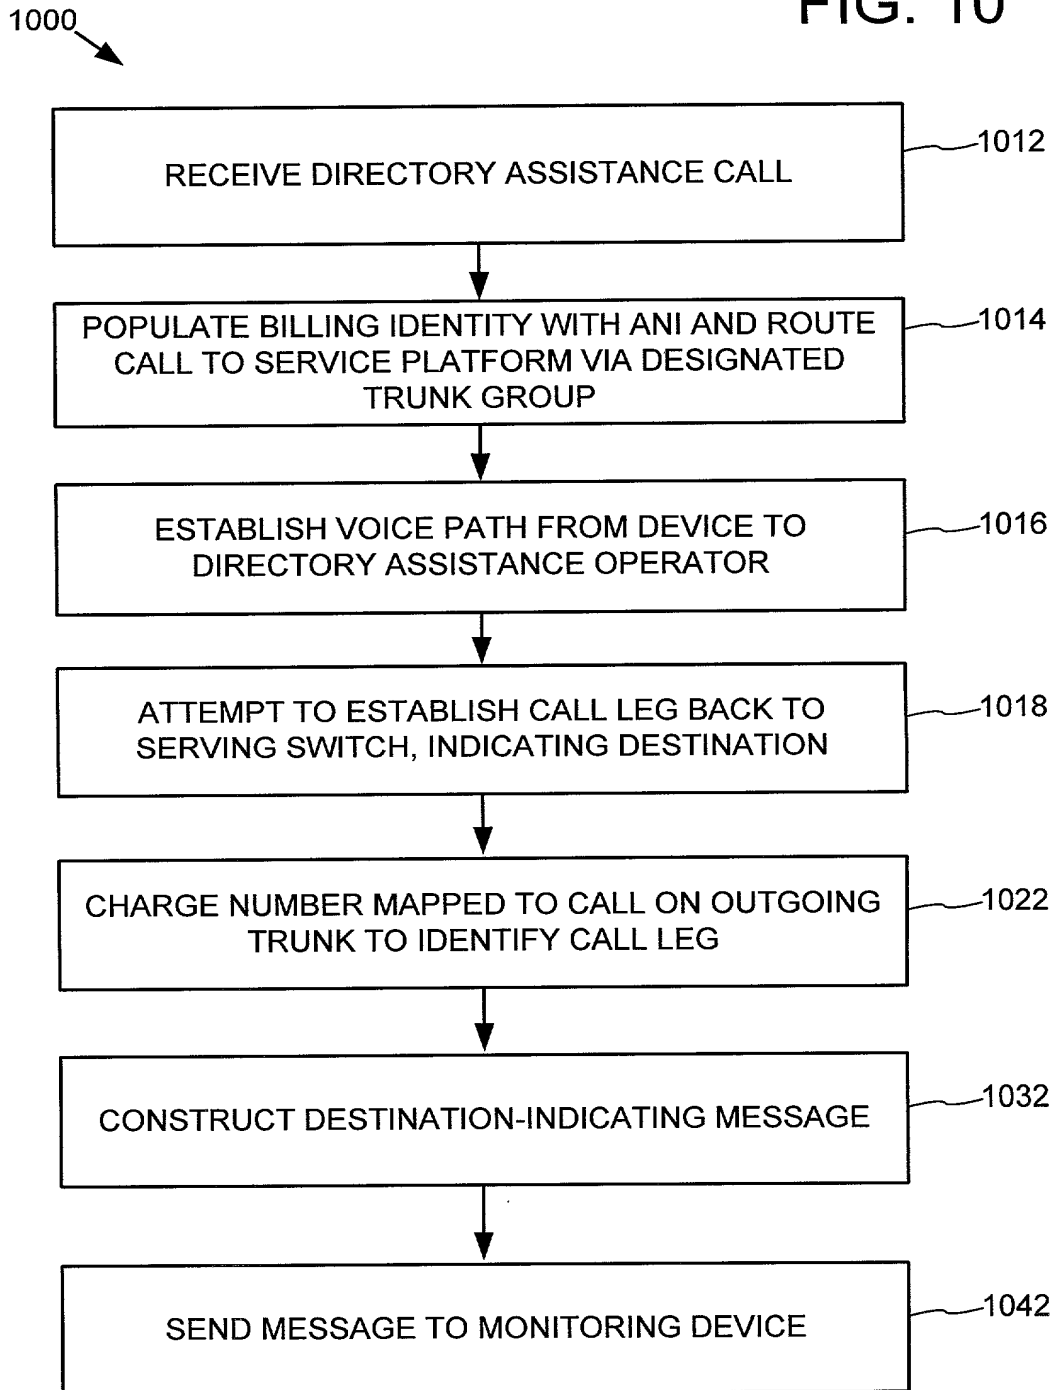 FIG. 10
1000
RECEIVE DIRECTORY ASSISTANCE CALL
1012
POPULATE BILLING IDENTITY WITH ANI AND ROUTE
CALL TO SERVICE PLATFORM VIA DESIGNATED
TRUNK GROUP
1014
ESTABLISH VOICE PATH FROM DEVICE TO
DIRECTORY ASSISTANCE OPERATOR
1016
ATTEMPT TO ESTABLISH CALL LEG BACK TO
SERVING SWITCH, INDICATING DESTINATION
1018
CHARGE NUMBER MAPPED TO CALL ON OUTGOING
TRUNK TO IDENTIFY CALL LEG
1022
CONSTRUCT DESTINATION-INDICATING MESSAGE
1032
SEND MESSAGE TO MONITORING DEVICE
1042